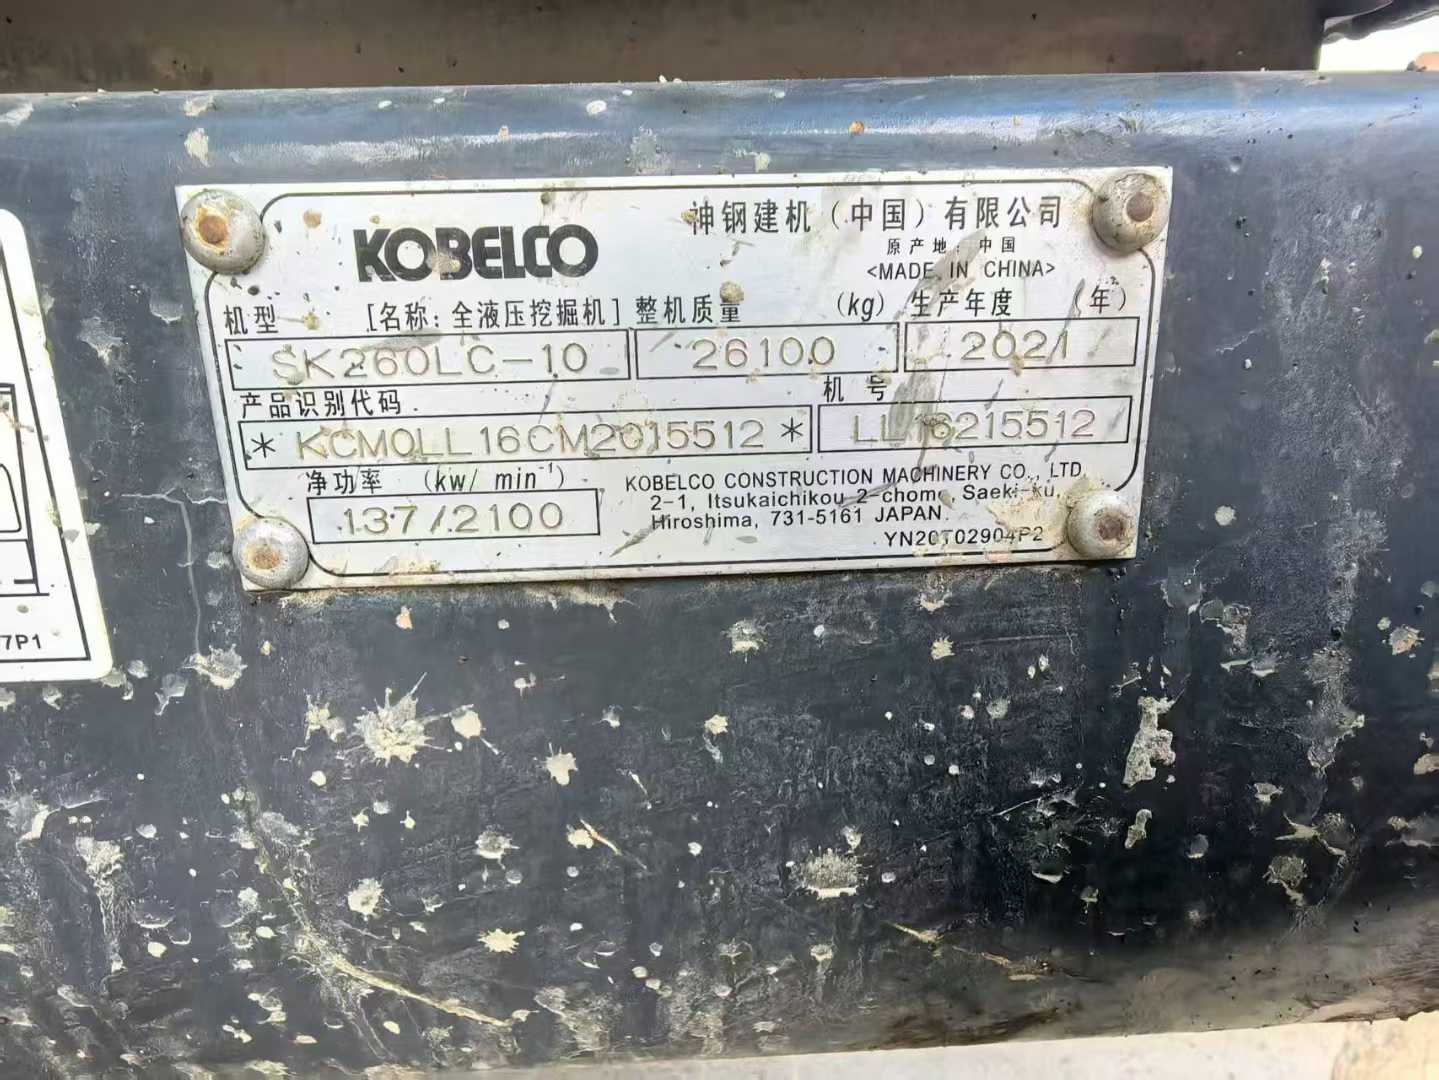 KOBELCO
神钢建机（中国）有限公司
原产地：中国
<MADE IN CHINA>
机型 [名称：全液压挖掘机] 整机质量 (kg) 生产年度 （年）
SK260LC-10 26100 2021
产品识别代码 机号
*KCM0LL16CM2015512* LL16215512
净功率 (kw/ min⁻¹)
137/2100
KOBELCO CONSTRUCTION MACHINERY CO., LTD.
2-1, Itsukaichikou 2-chome, Saeki-ku,
Hiroshima, 731-5161 JAPAN.
YN20T02904P2
7P1